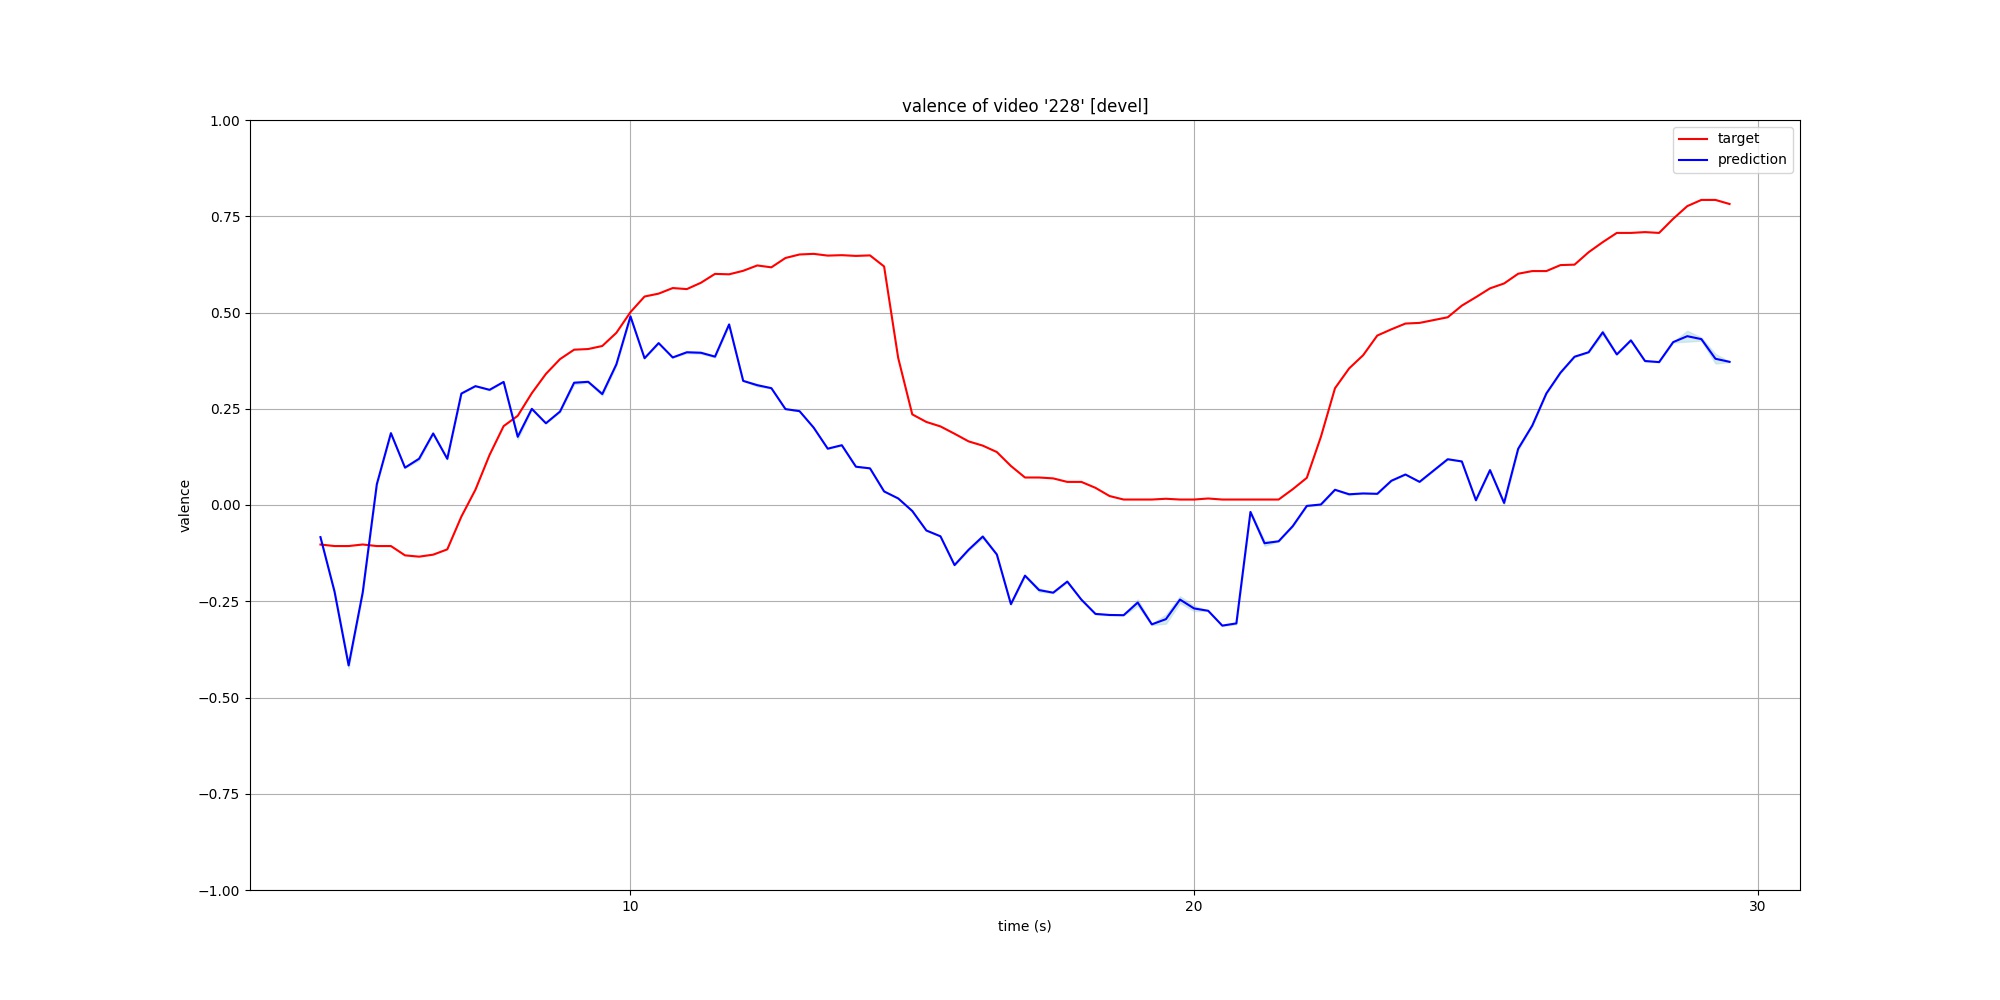 valence of video '228' [devel]
target
prediction
1.00
0.75
0.50
0.25
0.00
−0.25
−0.50
−0.75
−1.00
valence
10
20
30
time (s)